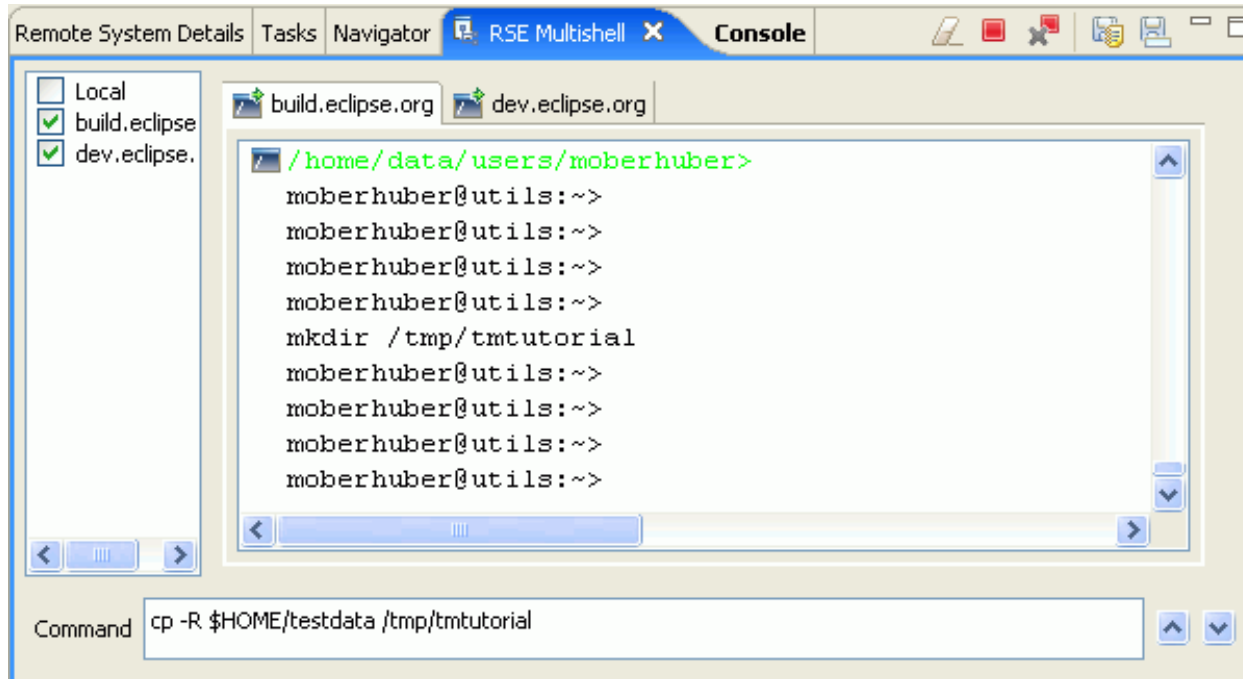 Remote System Details Tasks Navigator RSE Multishell Console
Local
build.eclipse
dev.eclipse.
build.eclipse.org dev.eclipse.org
/home/data/users/moberhuber>
moberhuber@utils:~>
moberhuber@utils:~>
moberhuber@utils:~>
moberhuber@utils:~>
mkdir /tmp/tmtutorial
moberhuber@utils:~>
moberhuber@utils:~>
moberhuber@utils:~>
moberhuber@utils:~>
Command cp -R $HOME/testdata /tmp/tmtutorial